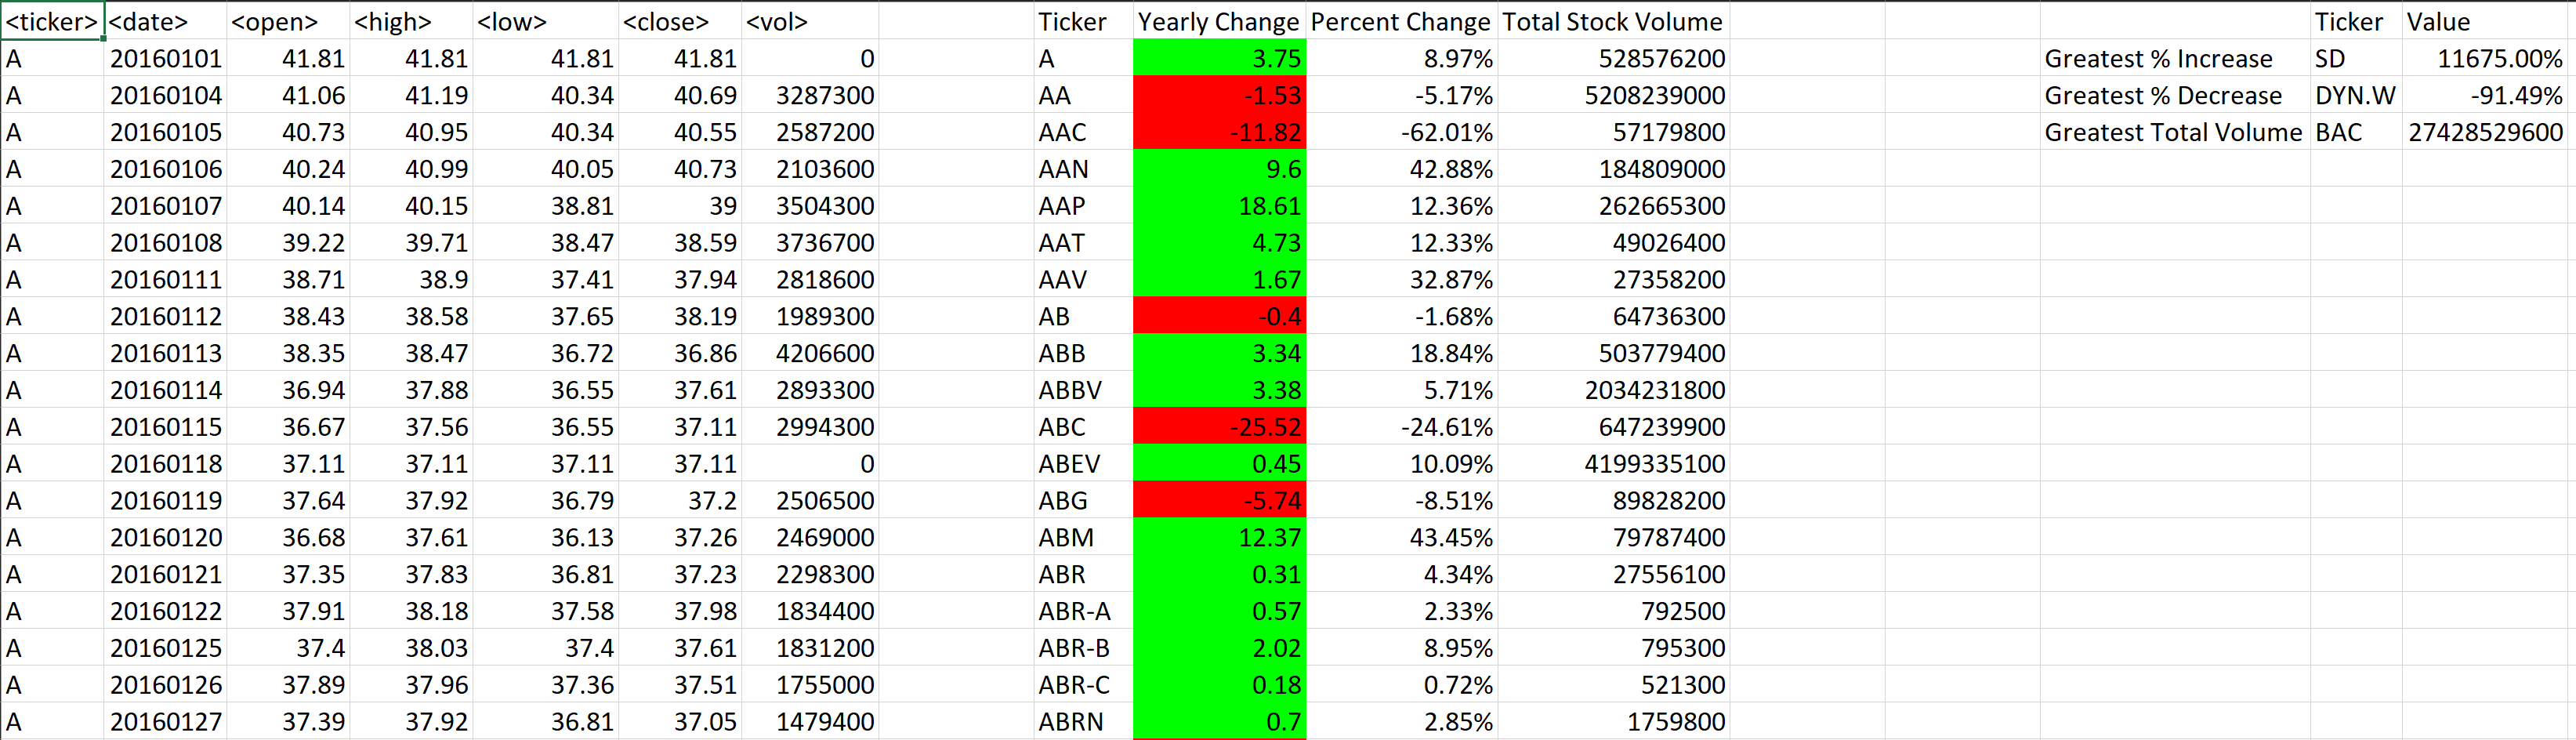 <ticker> <date> <open> <high> <low> <close> <vol> Ticker Yearly Change Percent Change Total Stock Volume Ticker Value
A 20160101 41.81 41.81 41.81 41.81 0 A 3.75 8.97% 528576200 Greatest % Increase SD 11675.00%
A 20160104 41.06 41.19 40.34 40.69 3287300 AA -1.53 -5.17% 5208239000 Greatest % Decrease DYN.W -91.49%
A 20160105 40.73 40.95 40.34 40.55 2587200 AAC -11.82 -62.01% 57179800 Greatest Total Volume BAC 27428529600
A 20160106 40.24 40.99 40.05 40.73 2103600 AAN 9.6 42.88% 184809000
A 20160107 40.14 40.15 38.81 39 3504300 AAP 18.61 12.36% 262665300
A 20160108 39.22 39.71 38.47 38.59 3736700 AAT 4.73 12.33% 49026400
A 20160111 38.71 38.9 37.41 37.94 2818600 AAV 1.67 32.87% 27358200
A 20160112 38.43 38.58 37.65 38.19 1989300 AB -0.4 -1.68% 64736300
A 20160113 38.35 38.47 36.72 36.86 4206600 ABB 3.34 18.84% 503779400
A 20160114 36.94 37.88 36.55 37.61 2893300 ABBV 3.38 5.71% 2034231800
A 20160115 36.67 37.56 36.55 37.11 2994300 ABC -25.52 -24.61% 647239900
A 20160118 37.11 37.11 37.11 37.11 0 ABEV 0.45 10.09% 4199335100
A 20160119 37.64 37.92 36.79 37.2 2506500 ABG -5.74 -8.51% 89828200
A 20160120 36.68 37.61 36.13 37.26 2469000 ABM 12.37 43.45% 79787400
A 20160121 37.35 37.83 36.81 37.23 2298300 ABR 0.31 4.34% 27556100
A 20160122 37.91 38.18 37.58 37.98 1834400 ABR-A 0.57 2.33% 792500
A 20160125 37.4 38.03 37.4 37.61 1831200 ABR-B 2.02 8.95% 795300
A 20160126 37.89 37.96 37.36 37.51 1755000 ABR-C 0.18 0.72% 521300
A 20160127 37.39 37.92 36.81 37.05 1479400 ABRN 0.7 2.85% 1759800